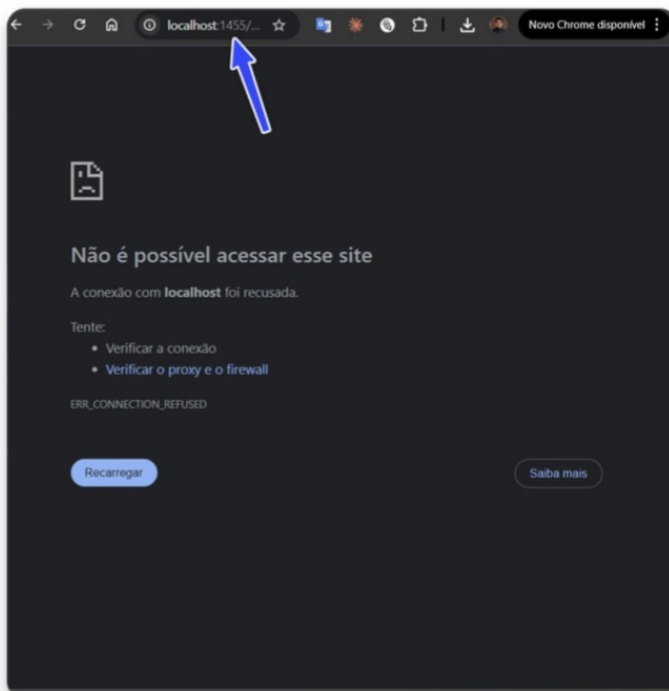 localhost:1455/...
Novo Chrome disponível
Não é possível acessar esse site
A conexão com localhost foi recusada.
Tente:
Verificar a conexão
Verificar o proxy e o firewall
ERR_CONNECTION_REFUSED
Recarregar
Saiba mais